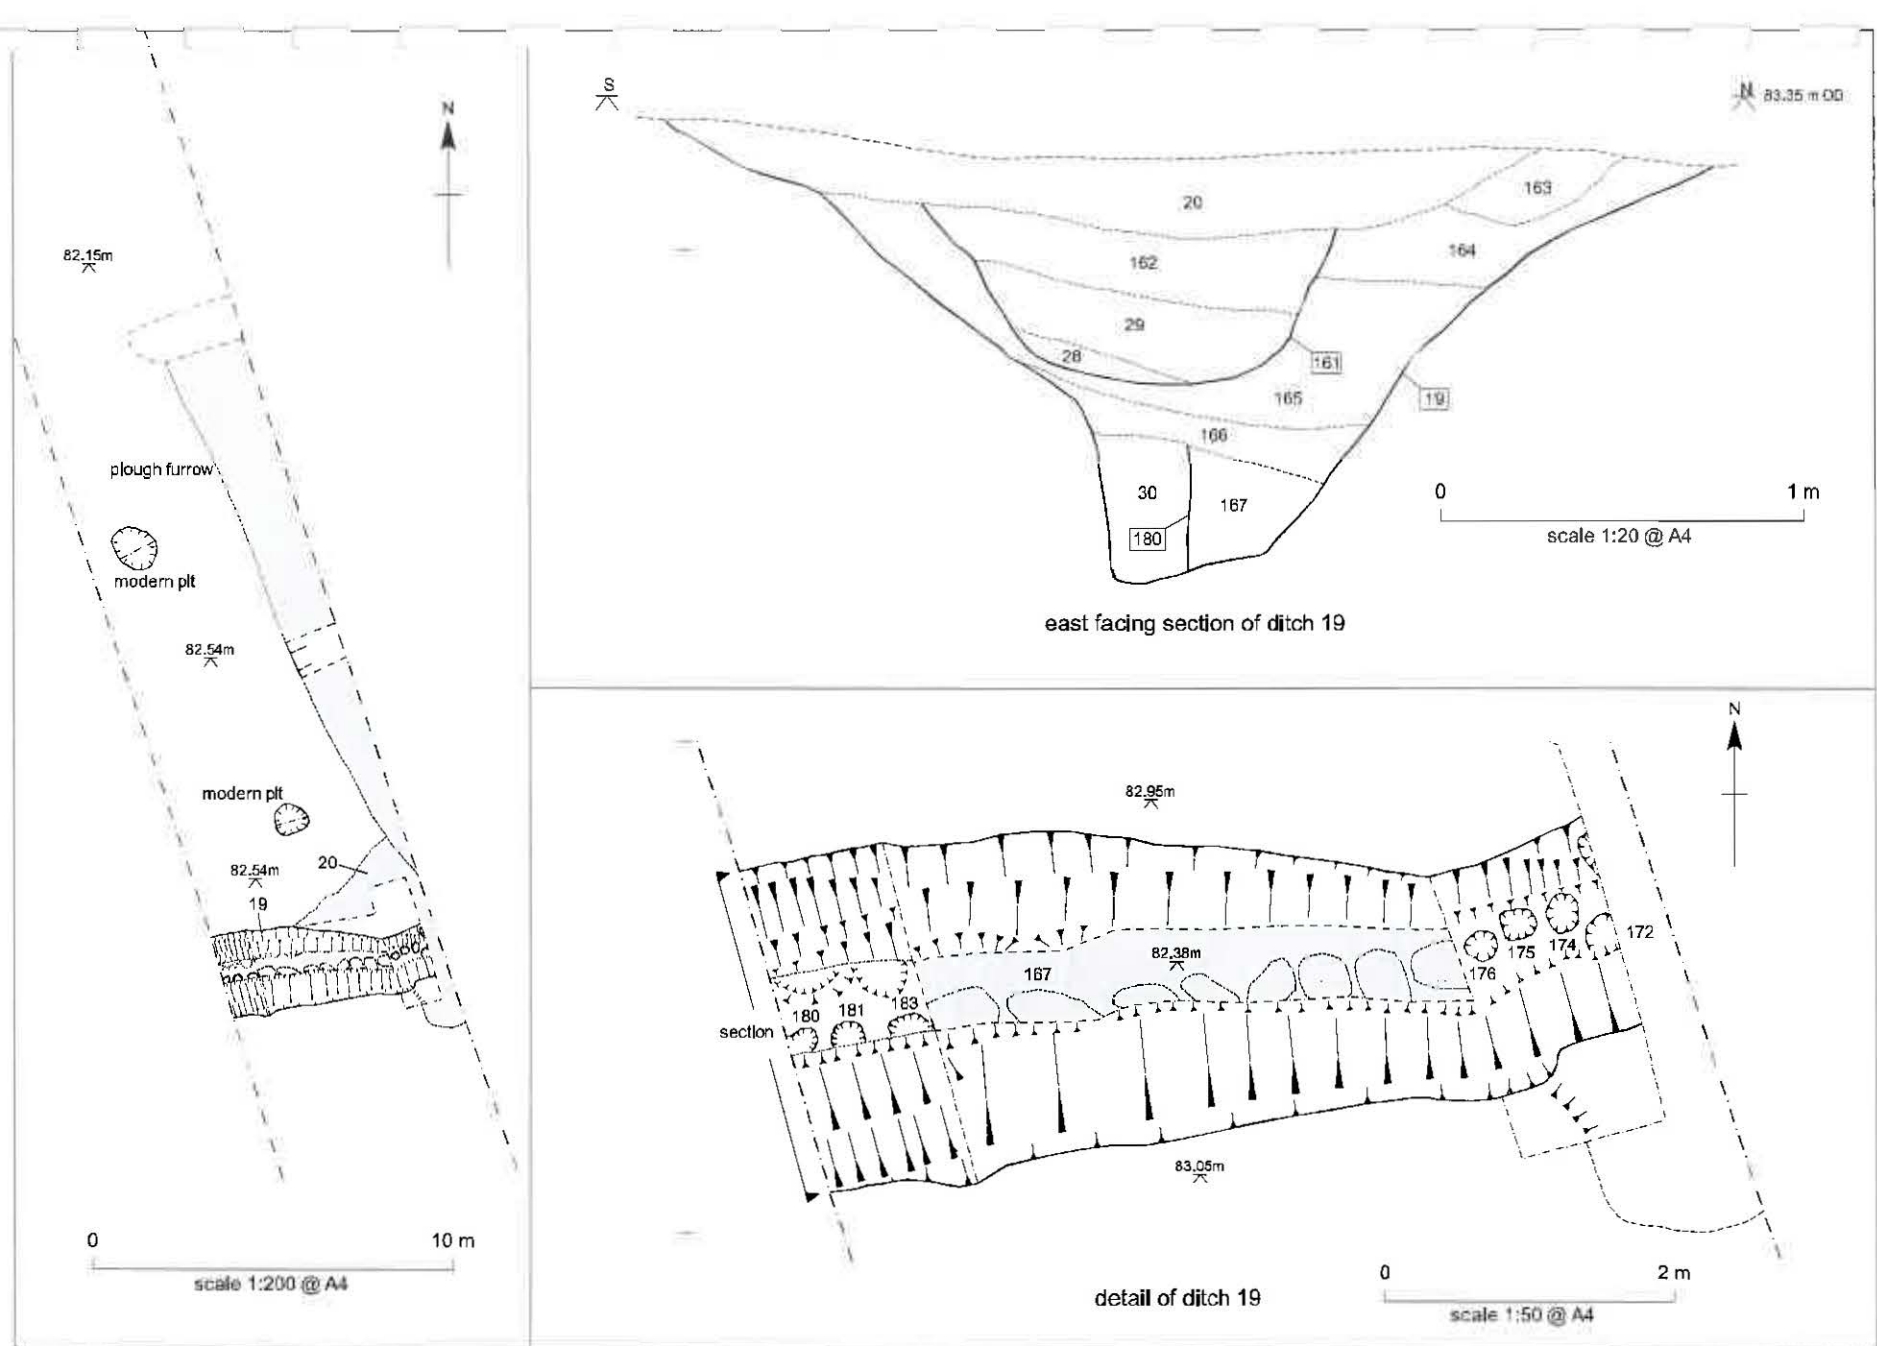 N
82.15m
plough furrow
modern pit
82.54m
modern pit
20
82.54m
19
0 10 m
scale 1:200 @ A4
S
N 83.35 m OD
163
20
164
162
29
28
161
165
19
166
30
167
180
0 1 m
scale 1:20 @ A4
east facing section of ditch 19
N
82.95m
172
82.38m
175 174
167
176
183
180 181
section
83.05m
0 2 m
detail of ditch 19
scale 1:50 @ A4